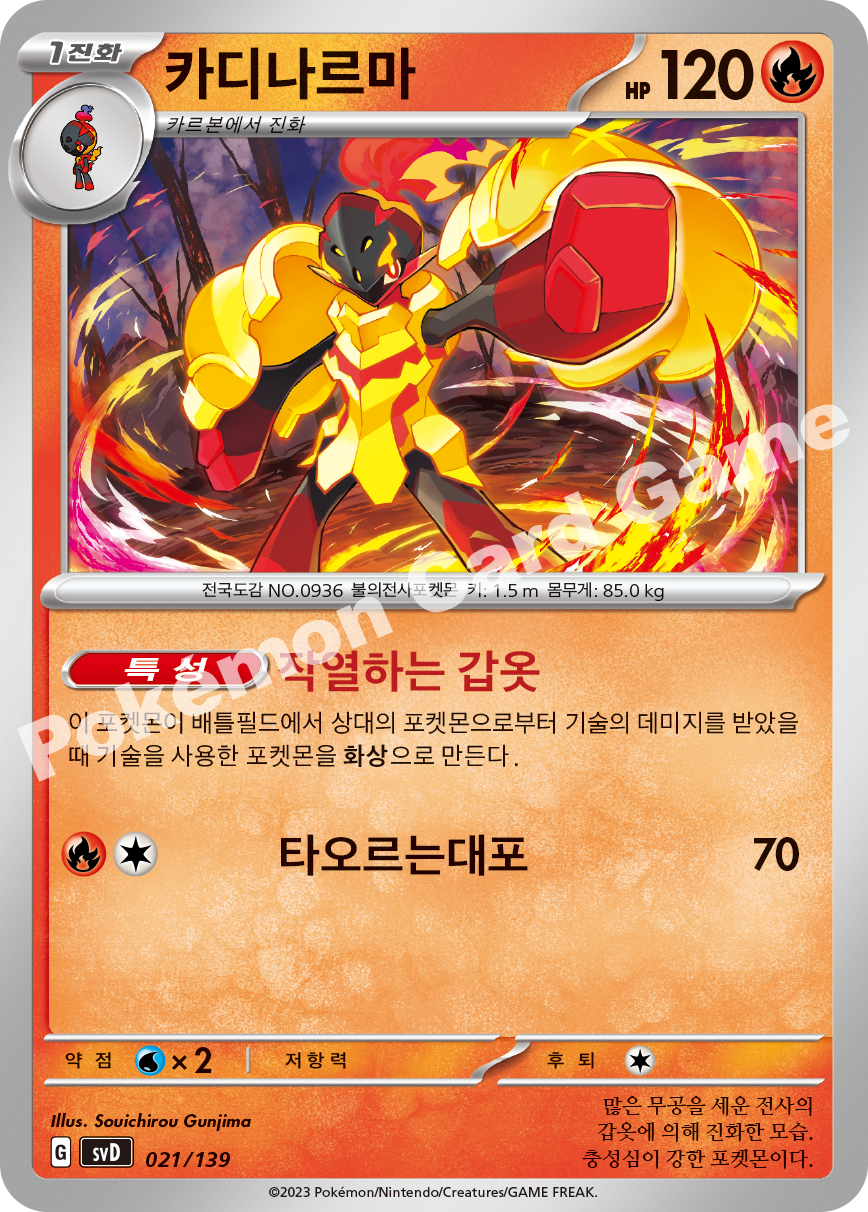 1진화
카디나르마
HP 120
카르본에서 진화
전국도감 NO.0936 불의전사포켓몬 키: 1.5 m 몸무게: 85.0 kg
특성 작열하는 갑옷
이 포켓몬이 배틀필드에서 상대의 포켓몬으로부터 기술의 데미지를 받았을
때 기술을 사용한 포켓몬을 화상으로 만든다.
타오르는대포 70
약점 ×2 저항력 후퇴
Illus. Souichirou Gunjima
많은 무공을 세운 전사의
갑옷에 의해 진화한 모습.
충성심이 강한 포켓몬이다.
G svD 021/139
©2023 Pokémon/Nintendo/Creatures/GAME FREAK.
Pokémon Card Game